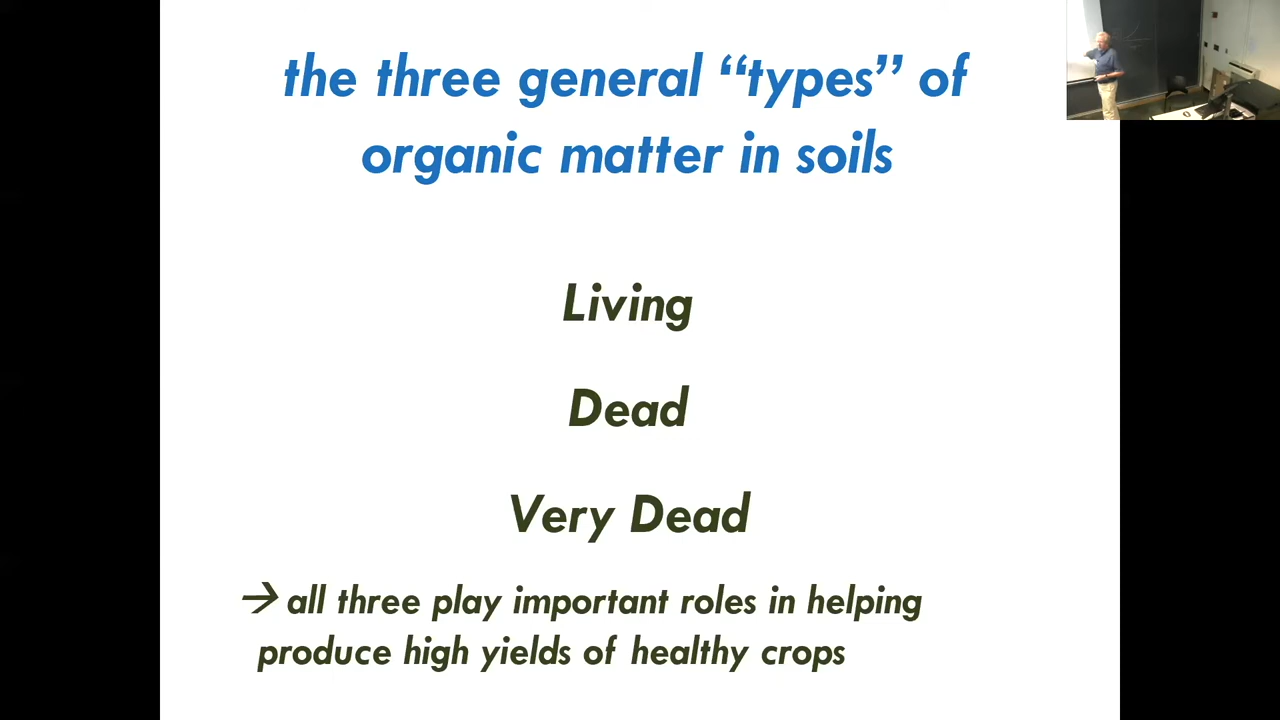 the three general “types” of
organic matter in soils
Living
Dead
Very Dead
→ all three play important roles in helping
produce high yields of healthy crops